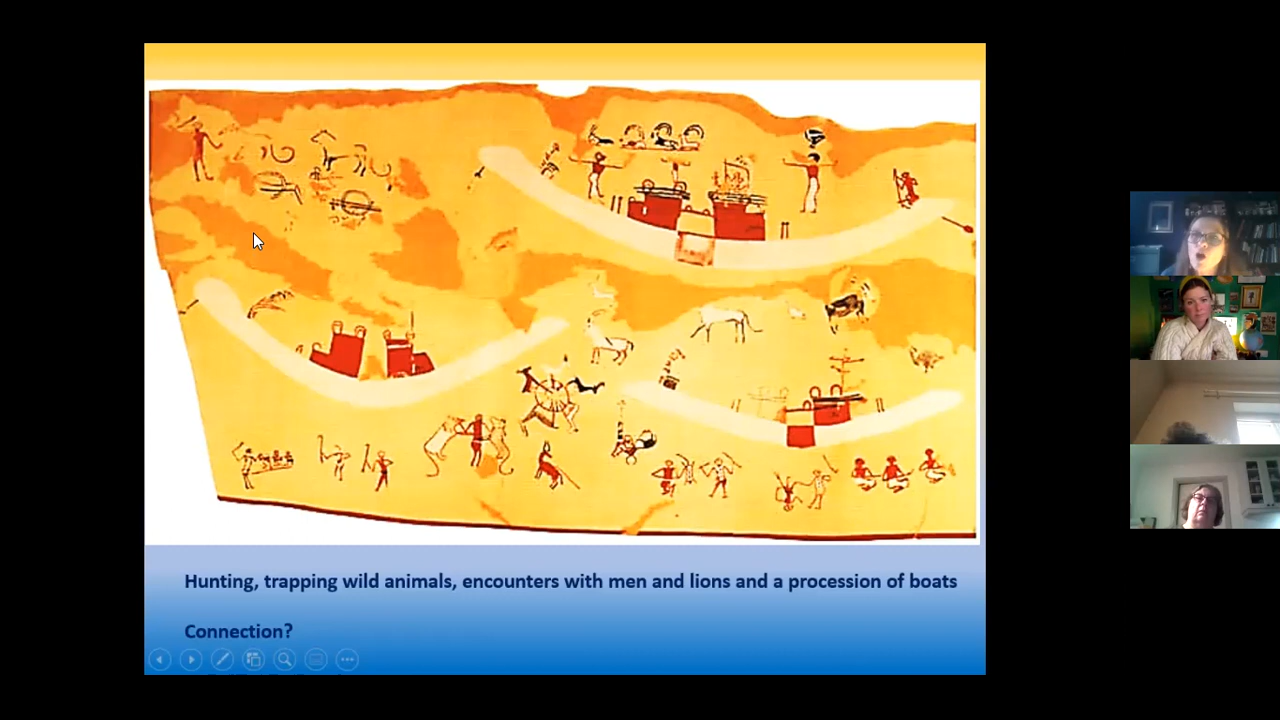 Hunting, trapping wild animals, encounters with men and lions and a procession of boats
Connection?